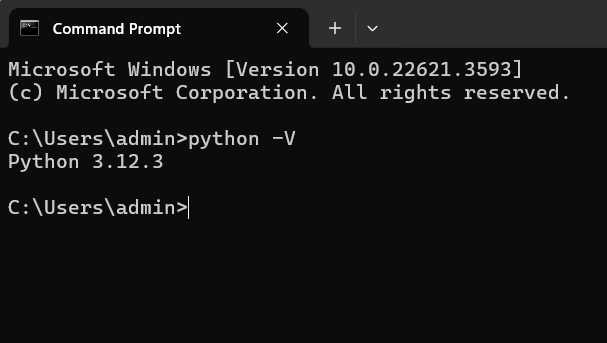 Command Prompt
Microsoft Windows [Version 10.0.22621.3593]
(c) Microsoft Corporation. All rights reserved.
C:\Users\admin>python -V
Python 3.12.3
C:\Users\admin>